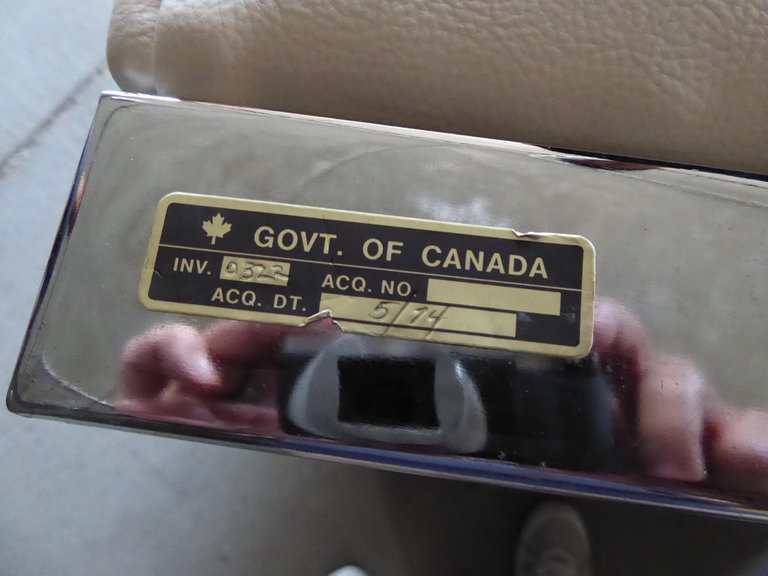 GOVT. OF CANADA
INV. 0322 ACQ. NO.
ACQ. DT. 5/74